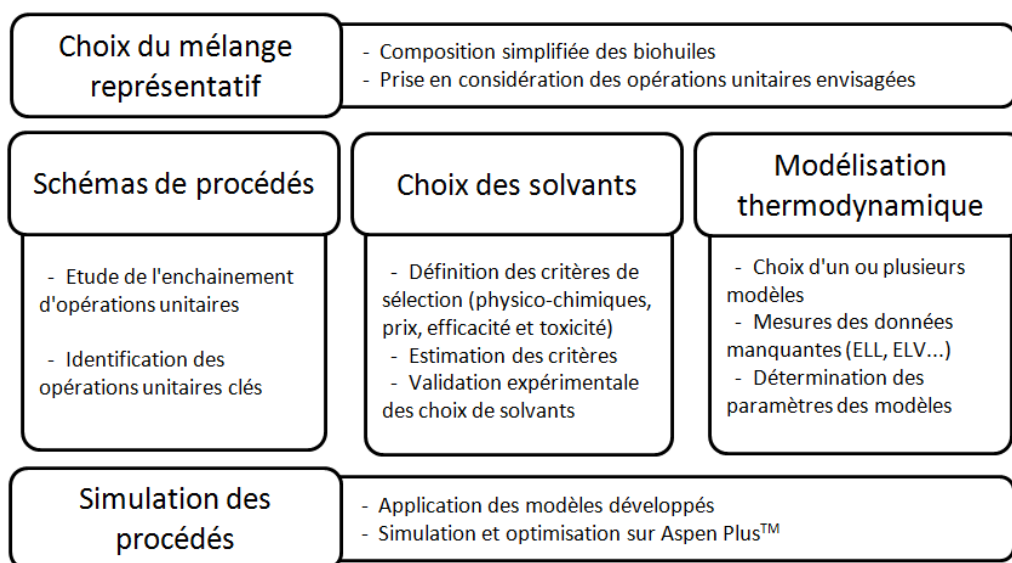 Choix du mélange
représentatif
- Composition simplifiée des biohuiles
- Prise en considération des opérations unitaires envisagées
Schémas de procédés
- Etude de l'enchainement
d'opérations unitaires
- Identification des
opérations unitaires clés
Choix des solvants
- Définition des critères de
sélection (physico-chimiques,
prix, efficacité et toxicité)
- Estimation des critères
- Validation expérimentale
des choix de solvants
Modélisation
thermodynamique
- Choix d'un ou plusieurs
modèles
- Mesures des données
manquantes (ELL, ELV...)
- Détermination des
paramètres des modèles
Simulation des
procédés
- Application des modèles développés
- Simulation et optimisation sur Aspen Plus™